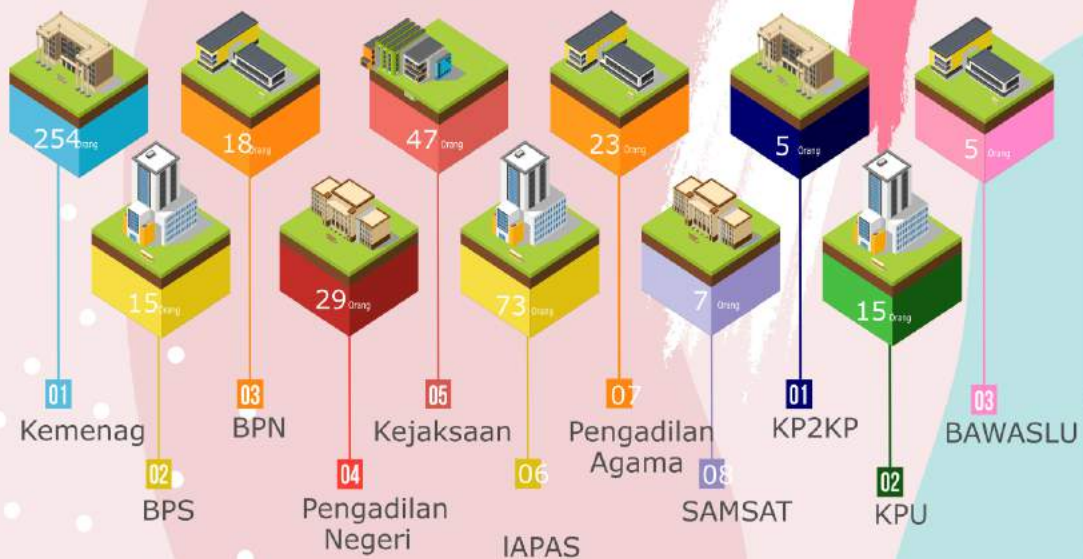 254 Orang
01
Kemenag
15 Orang
02
BPS
18 Orang
03
BPN
29 Orang
04
Pengadilan
Negeri
47 Orang
05
Kejaksaan
73 Orang
06
lAPAS
23 Orang
07
Pengadilan
Agama
7 Orang
08
SAMSAT
5 Orang
01
KP2KP
15 Orang
02
KPU
5 Orang
03
BAWASLU